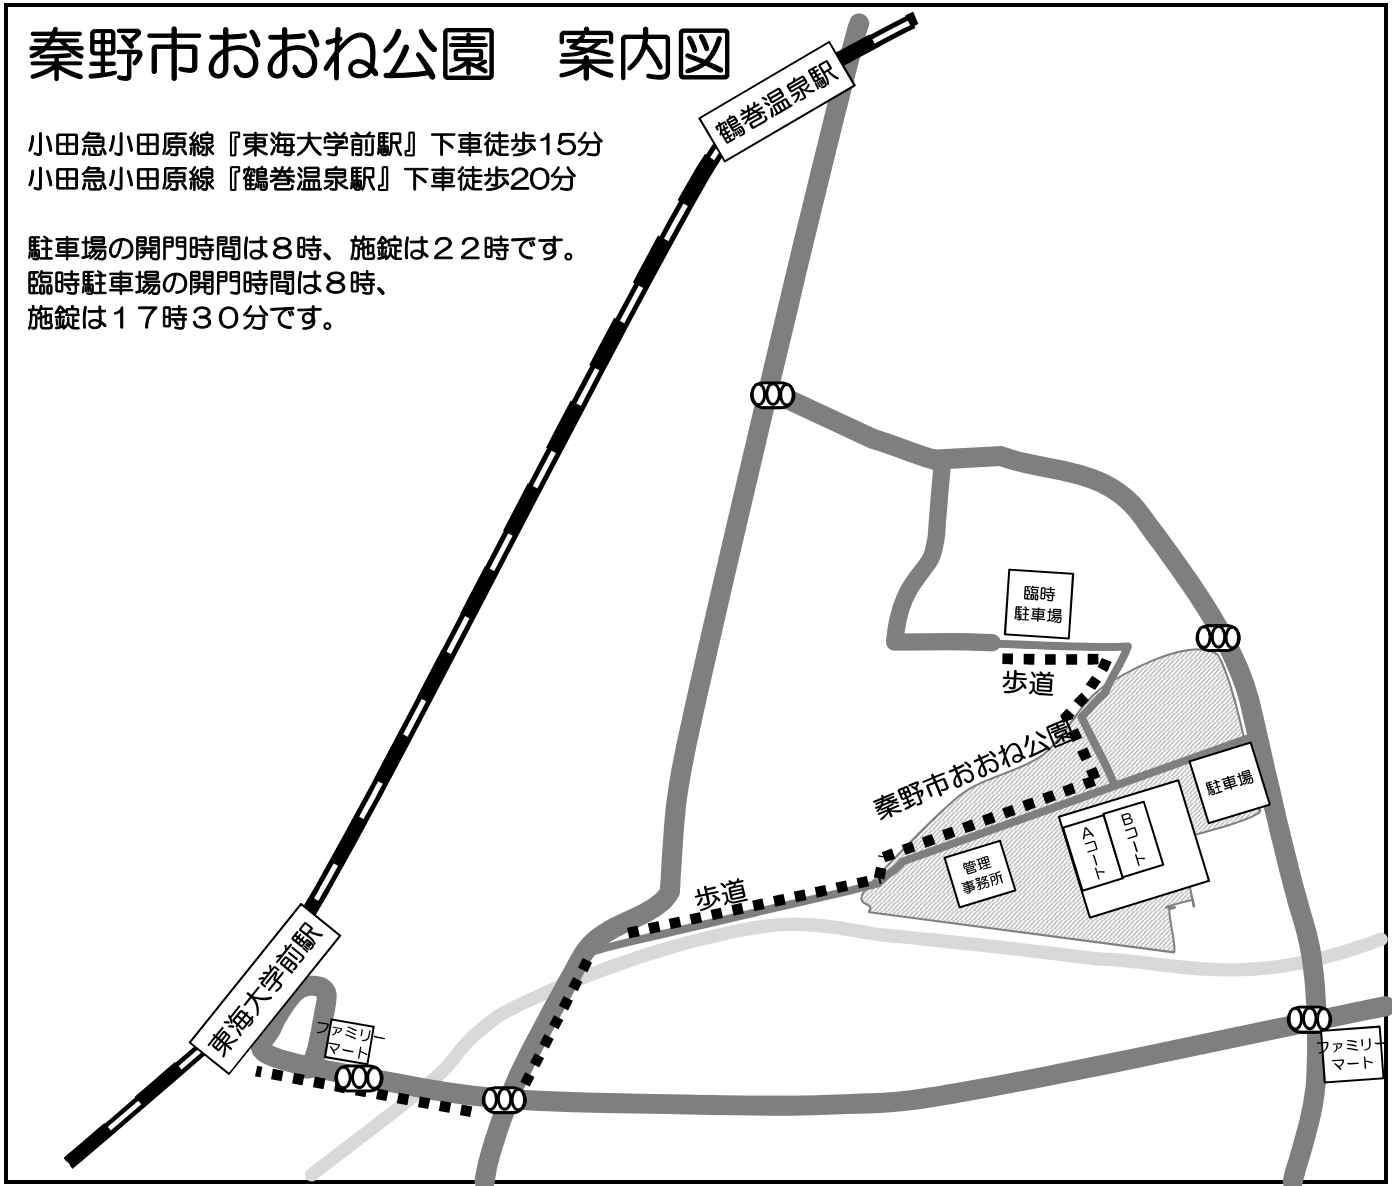 秦野市おおね公園　案内図
小田急小田原線『東海大学前駅』下車徒歩15分
小田急小田原線『鶴巻温泉駅』下車徒歩20分
駐車場の開門時間は８時、施錠は２２時です。
臨時駐車場の開門時間は８時、
施錠は１７時３０分です。
鶴巻温泉駅
臨時
駐車場
歩道
秦野市おおね公園
駐車場
Aコート
Bコート
管理
事務所
歩道
東海大学前駅
ファミリー
マート
ファミリー
マート